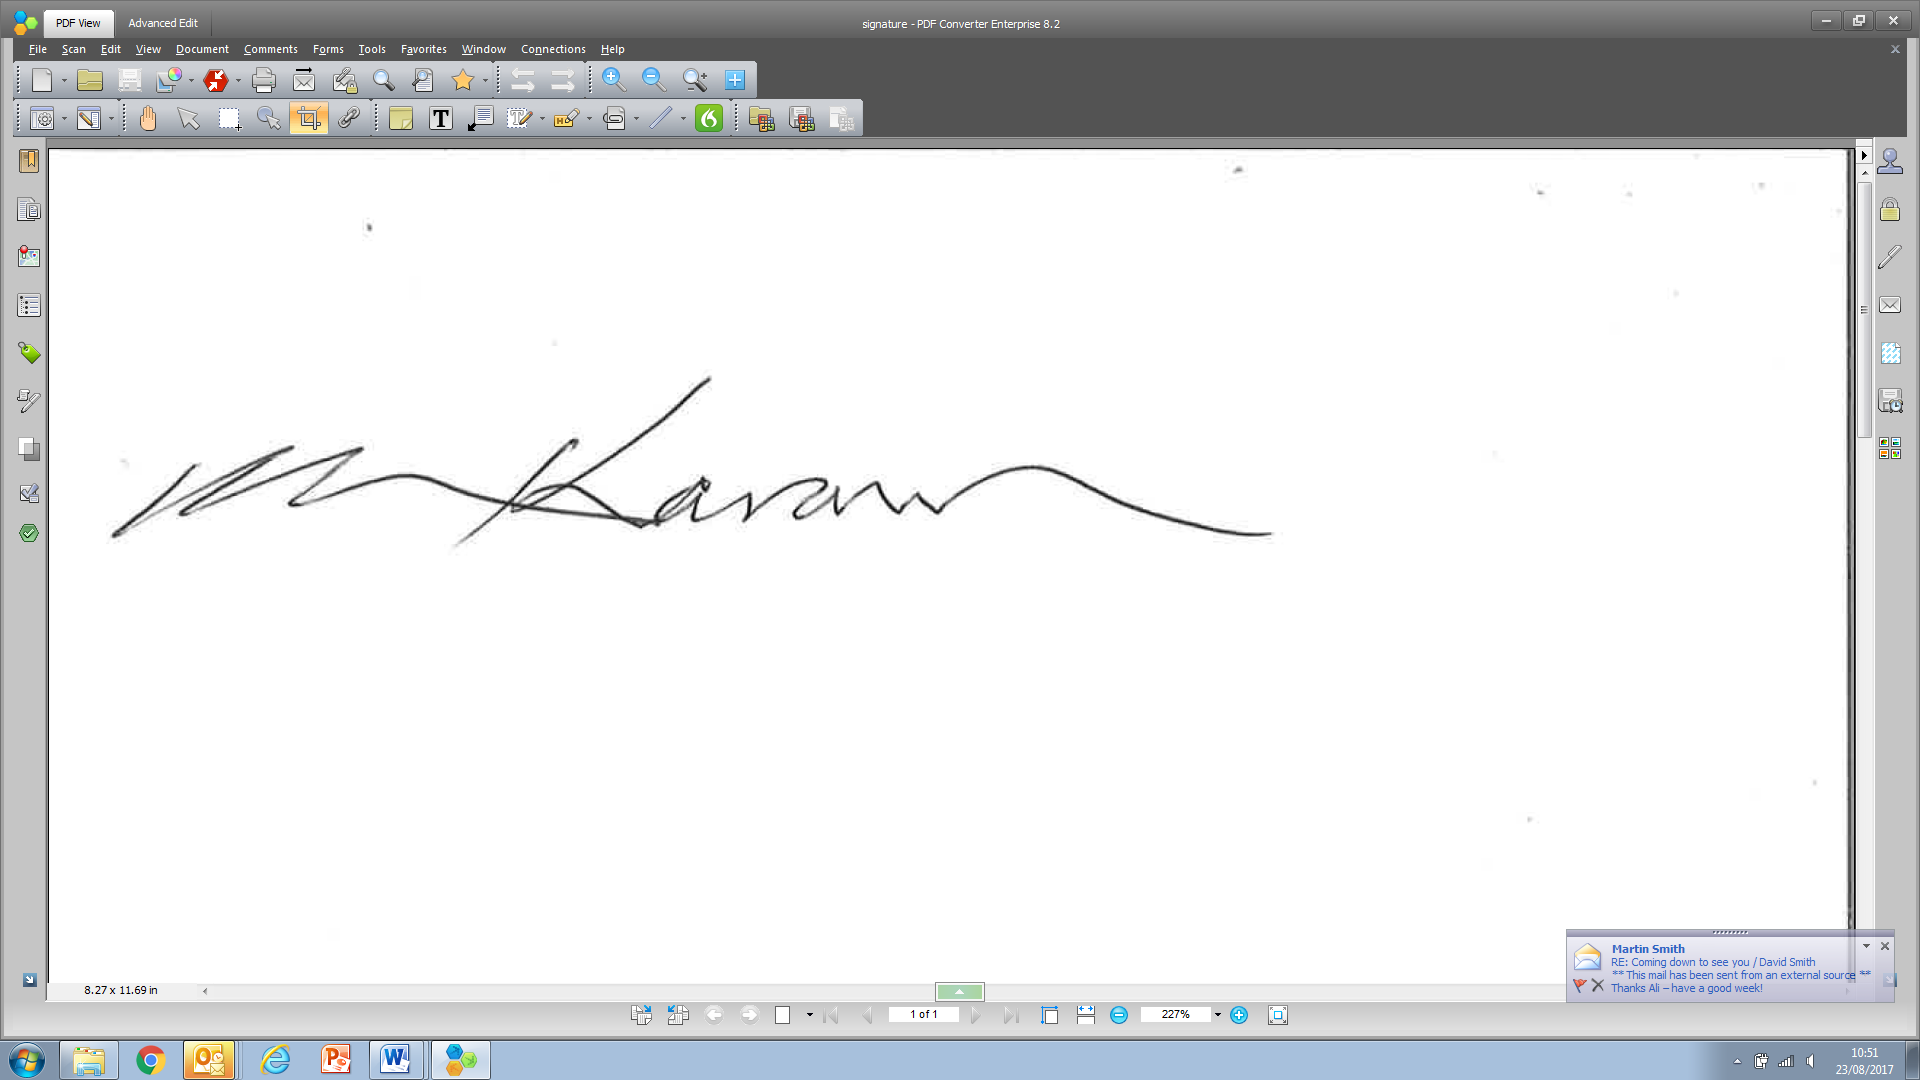 PDF View Advanced Edit signature - PDF Converter Enterprise 8.2
File Scan Edit View Document Comments Forms Tools Favorites Window Connections Help
Martin Smith
RE: Coming down to see you / David Smith
** This mail has been sent from an external source **
Thanks Ali – have a good week!
8.27 x 11.69 in
1 of 1 227%
10:51
23/08/2017